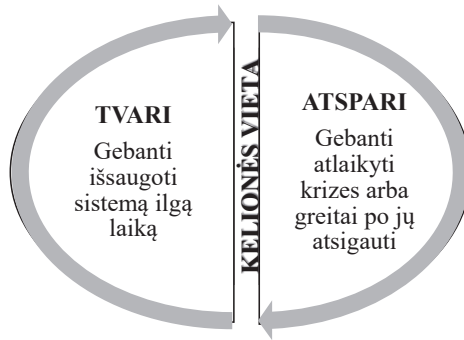 TVARI
Gebanti
išsaugoti
sistemą ilgą
laiką
KELIONĖS VIETA
ATSPARI
Gebanti
atlaikyti
krizes arba
greitai po jų
atsigauti